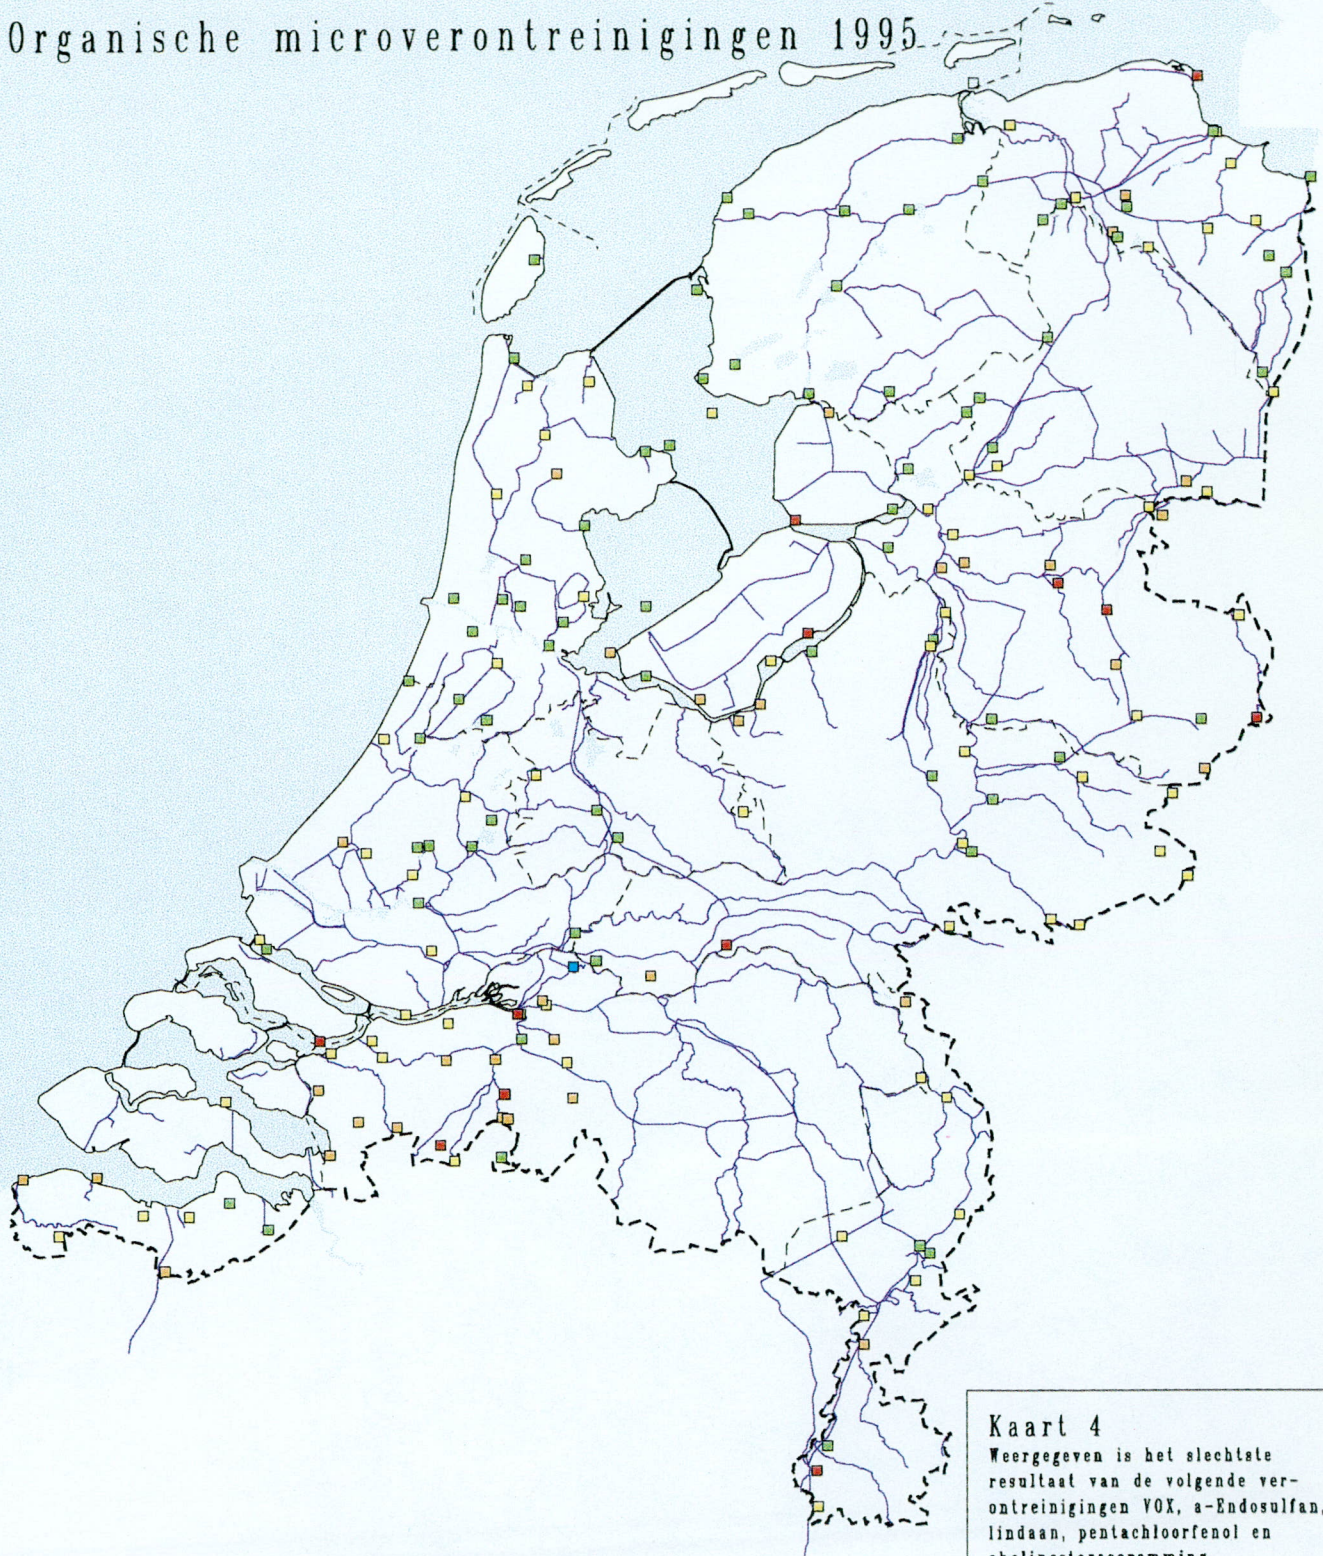 Organische microverontreinigingen 1995
Kaart 4
Weergegeven is het slechtste
resultaat van de volgende ver-
ontreinigingen VOX, a-Endosulfan,
lindaan, pentachloorfenol en